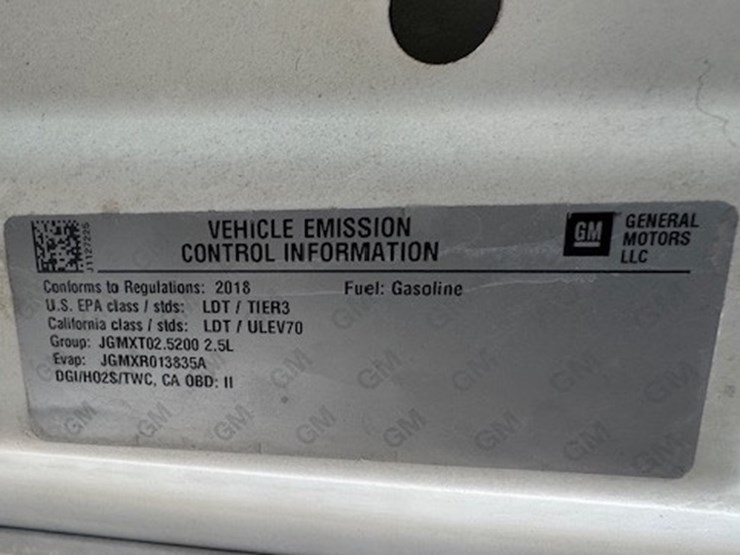 VEHICLE EMISSION
CONTROL INFORMATION
GM
GENERAL
MOTORS
LLC
J1127225
Conforms to Regulations: 2018
Fuel: Gasoline
U.S. EPA class / stds: LDT / TIER3
California class / stds: LDT / ULEV70
Group: JGMXT02.5200 2.5L
Evap: JGMXR013835A
DGI/HO2S/TWC, CA OBD: II